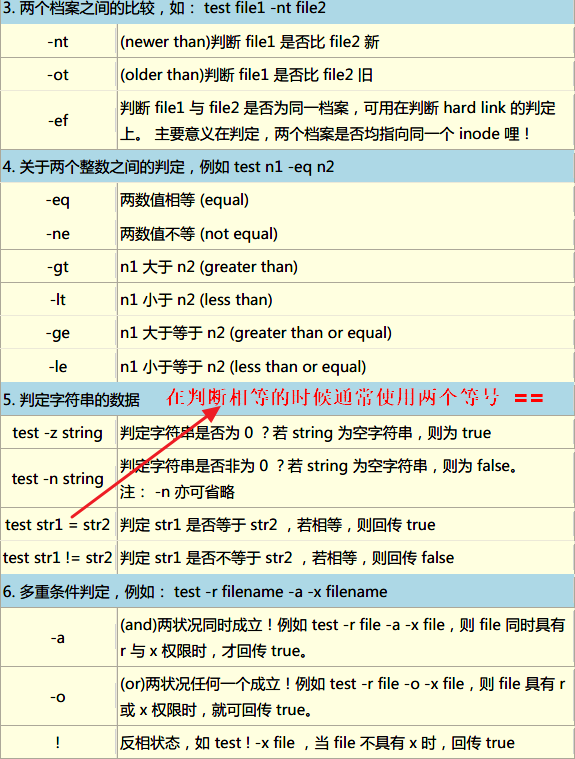 3. 两个档案之间的比较，如： test file1 -nt file2
-nt (newer than)判断 file1 是否比 file2 新
-ot (older than)判断 file1 是否比 file2 旧
-ef 判断 file1 与 file2 是否为同一档案，可用在判断 hard link 的判定
上。 主要意义在判定，两个档案是否均指向同一个 inode 哩！
4. 关于两个整数之间的判定，例如 test n1 -eq n2
-eq 两数值相等 (equal)
-ne 两数值不等 (not equal)
-gt n1 大于 n2 (greater than)
-lt n1 小于 n2 (less than)
-ge n1 大于等于 n2 (greater than or equal)
-le n1 小于等于 n2 (less than or equal)
5. 判定字符串的数据 在判断相等的时候通常使用两个等号 ==
test -z string 判定字符串是否为 0 ？若 string 为空字符串，则为 true
test -n string 判定字符串是否非为 0 ？若 string 为空字符串，则为 false。
注： -n 亦可省略
test str1 = str2 判定 str1 是否等于 str2 ，若相等，则回传 true
test str1 != str2 判定 str1 是否不等于 str2 ，若相等，则回传 false
6. 多重条件判定，例如： test -r filename -a -x filename
-a (and)两状况同时成立！例如 test -r file -a -x file，则 file 同时具有
r 与 x 权限时，才回传 true。
-o (or)两状况任何一个成立！例如 test -r file -o -x file，则 file 具有 r
或 x 权限时，就可回传 true。
! 反相状态，如 test ! -x file ，当 file 不具有 x 时，回传 true